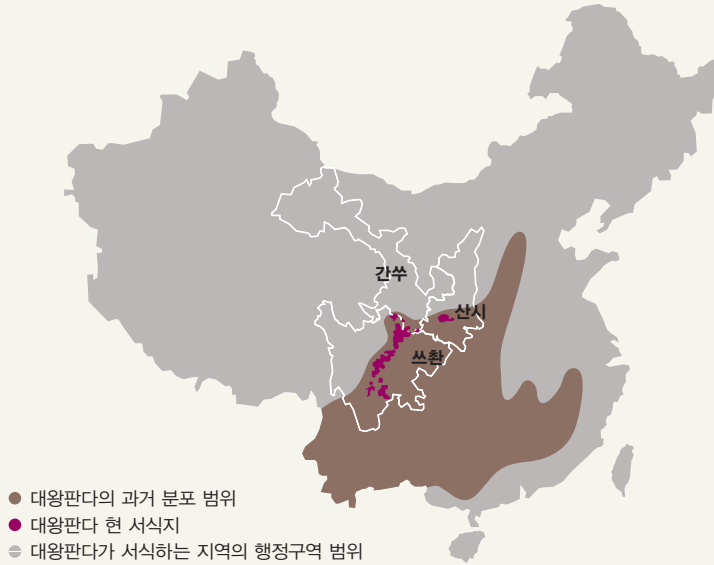 간쑤
산시
쓰촨
대왕판다의 과거 분포 범위
대왕판다 현 서식지
대왕판다가 서식하는 지역의 행정구역 범위